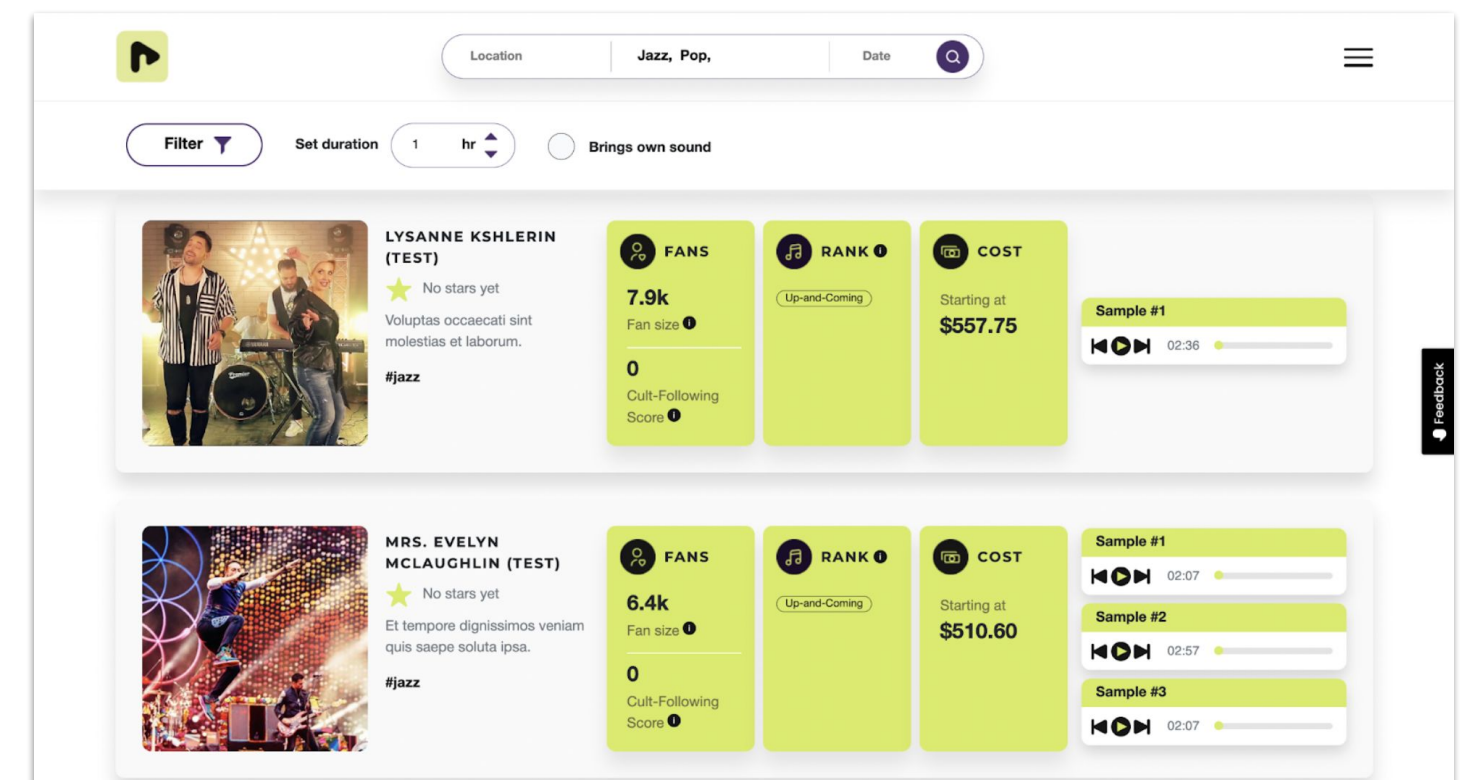 Location
Jazz, Pop,
Date
Filter
Set duration
1
hr
Brings own sound
LYSANNE KSHLERIN
(TEST)
No stars yet
Voluptas occaecati sint
molestias et laborum.
#jazz
FANS
7.9k
Fan size
0
Cult-Following
Score
RANK
Up-and-Coming
COST
Starting at
$557.75
Sample #1
02:36
Feedback
MRS. EVELYN
MCLAUGHLIN (TEST)
No stars yet
Et tempore dignissimos veniam
quis saepe soluta ipsa.
#jazz
FANS
6.4k
Fan size
0
Cult-Following
Score
RANK
Up-and-Coming
COST
Starting at
$510.60
Sample #1
02:07
Sample #2
02:57
Sample #3
02:07